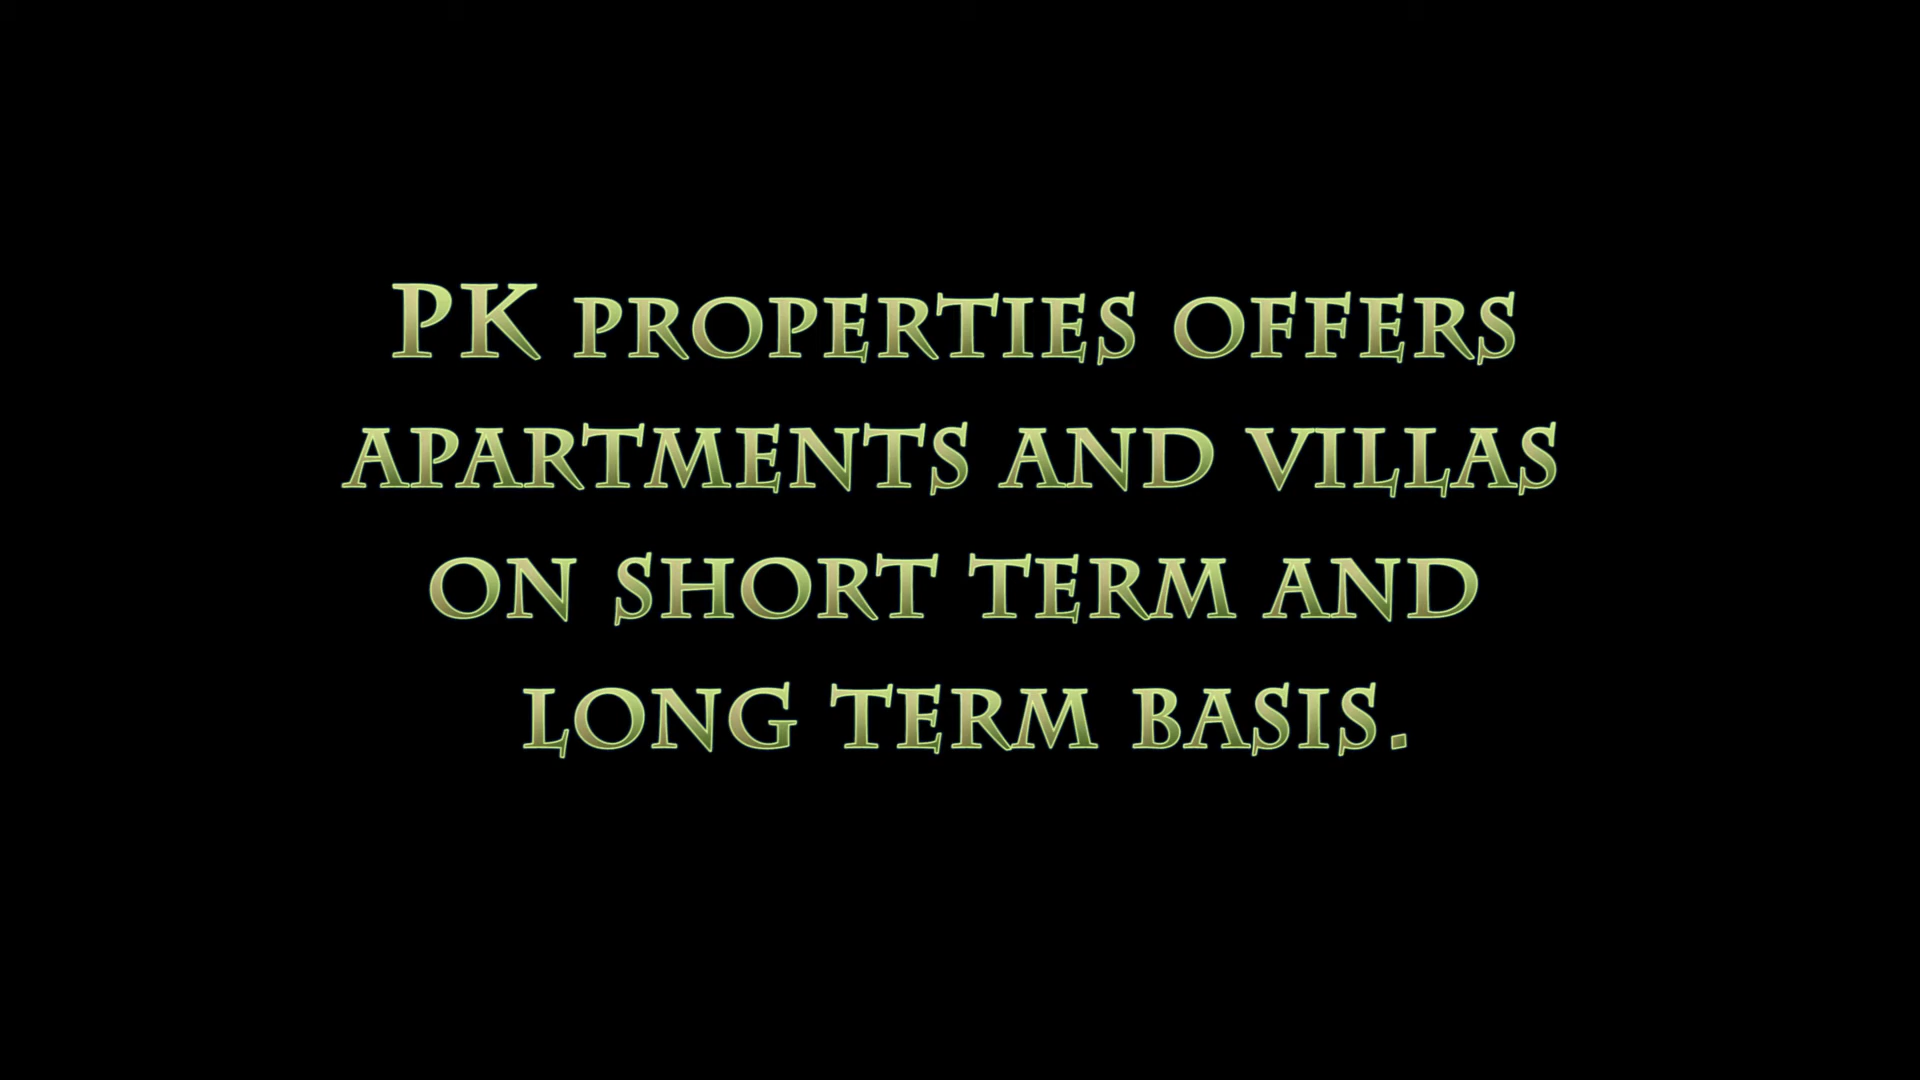 PK properties offers
apartments and villas
on short term and
long term basis.